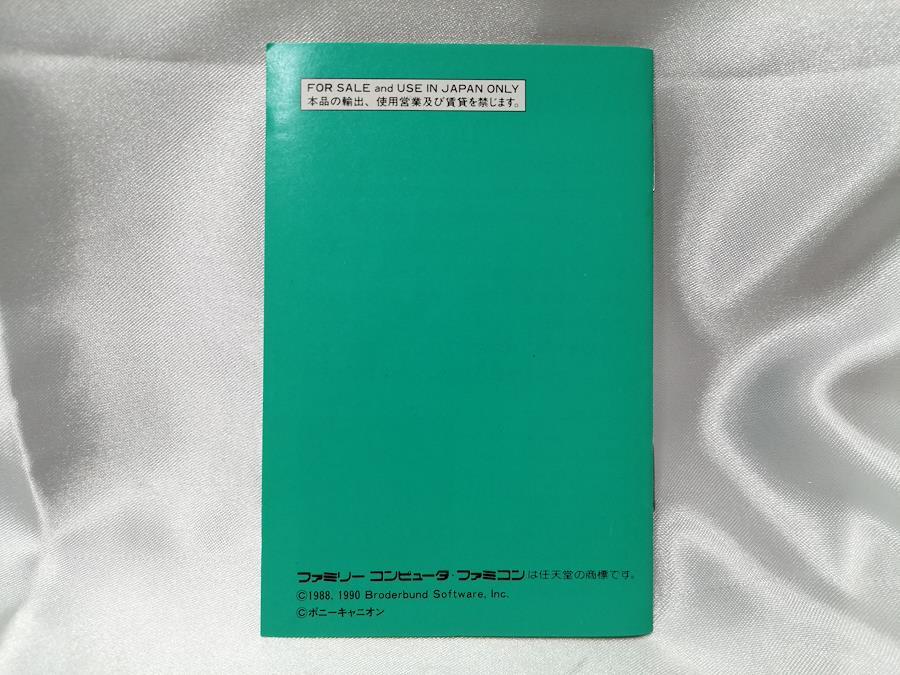 FOR SALE and USE IN JAPAN ONLY
本品の輸出、使用営業及び賃貸を禁じます。
ファミリー コンピュータ・ファミコンは任天堂の商標です。
©1988, 1990 Broderbund Software, Inc.
©ポニーキャニオン